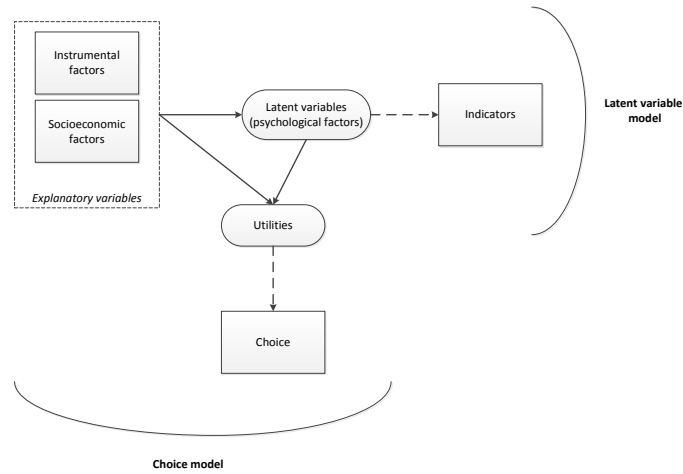 Instrumental
factors
Socioeconomic
factors
Explanatory variables
Latent variables
(psychological factors)
Indicators
Latent variable
model
Utilities
Choice
Choice model